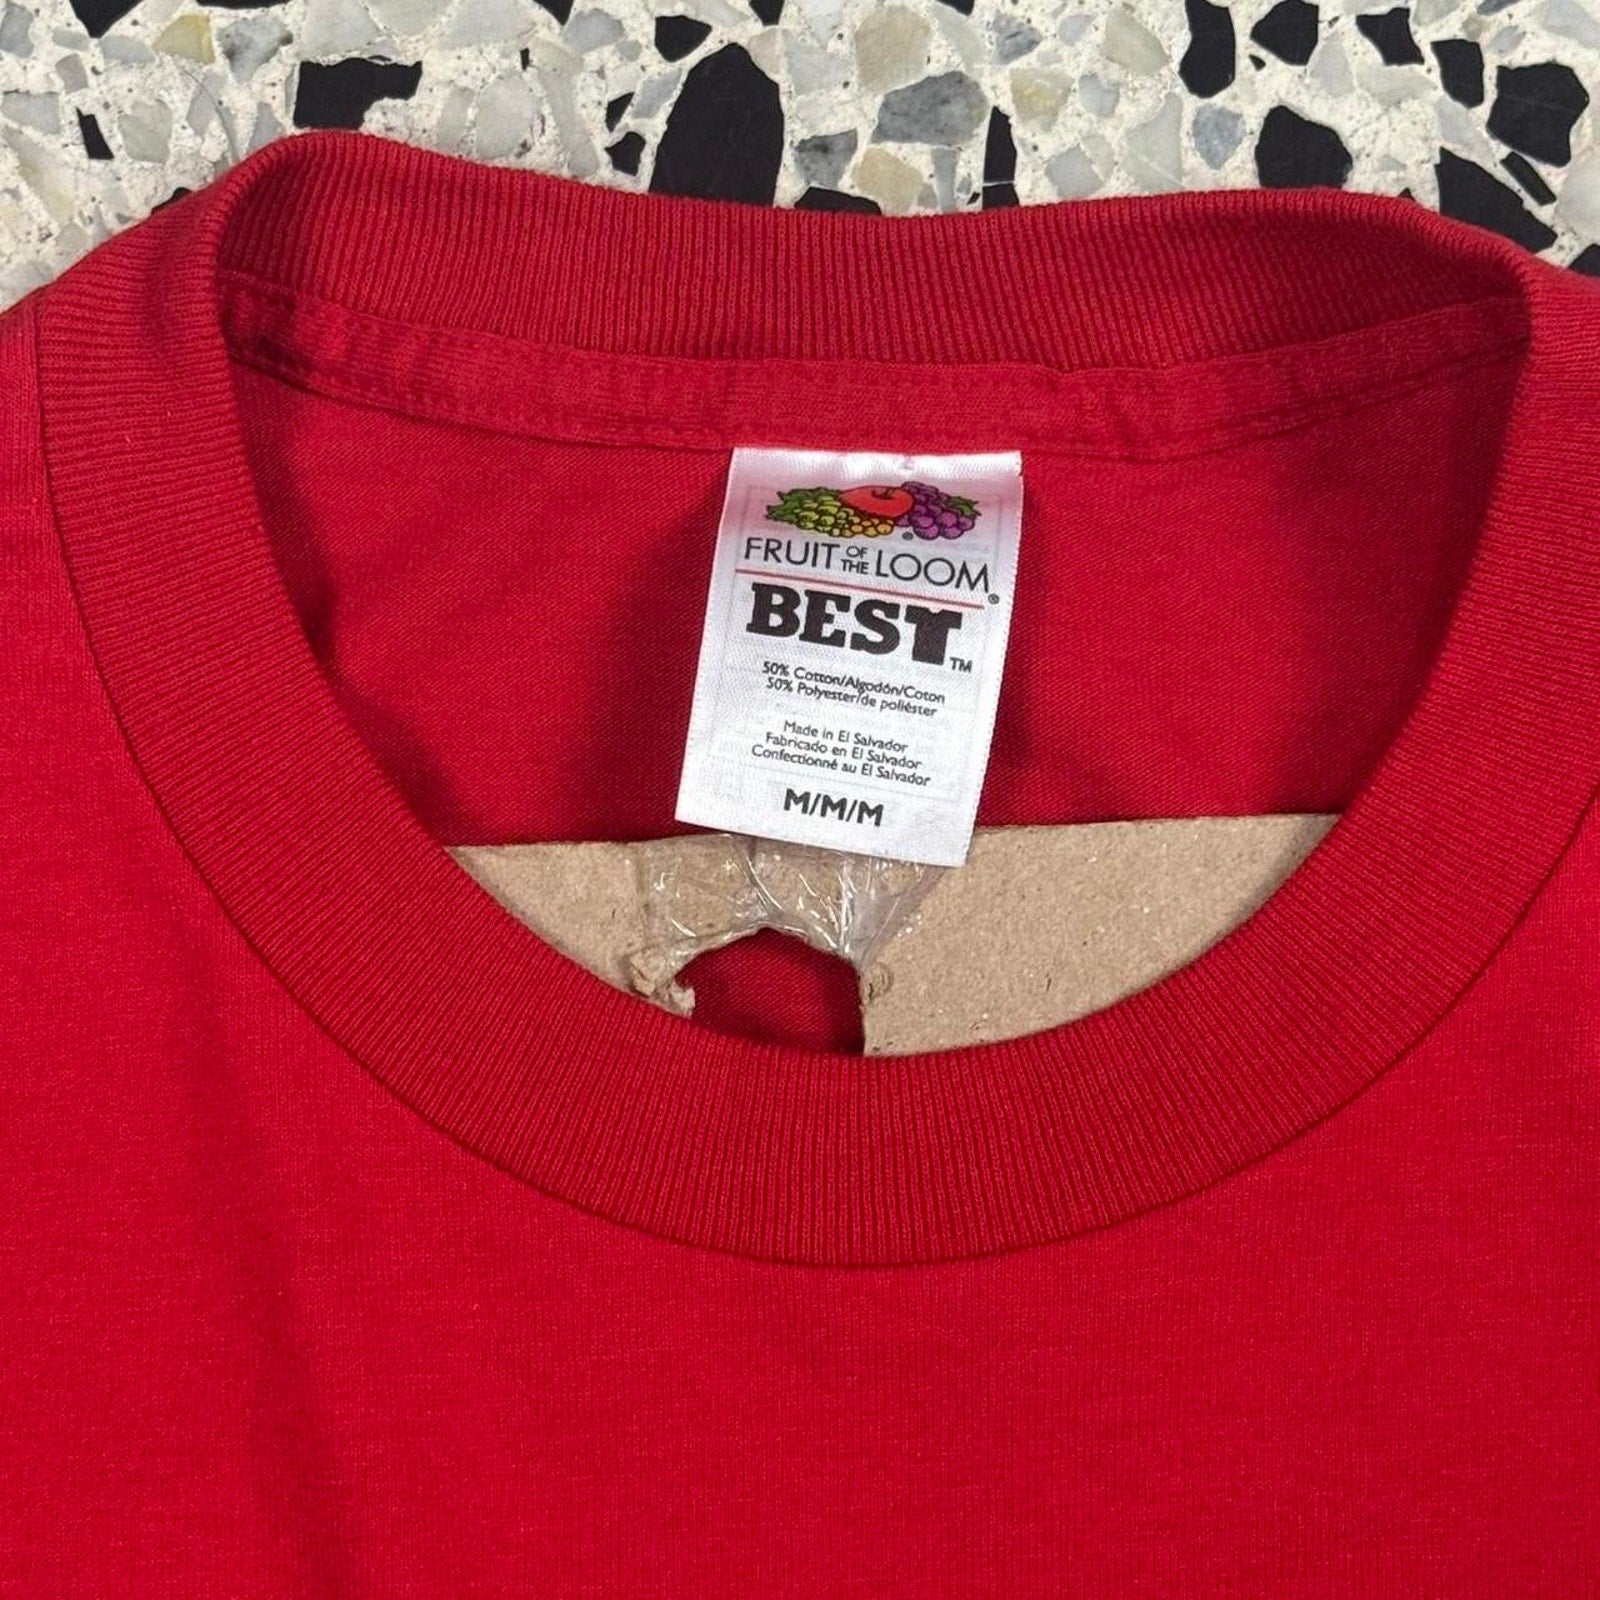 FRUIT OF THE LOOM®
BEST™
50% Cotton/Algodón/Coton
50% Polyester/de poliéster
Made in El Salvador
Fabricado en El Salvador
Confectionné au El Salvador
M/M/M